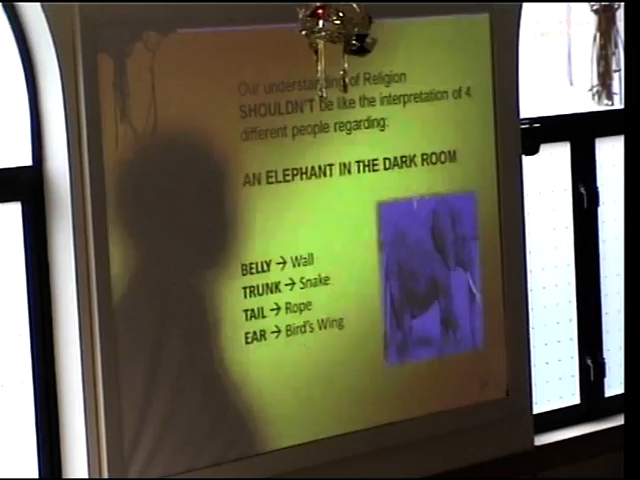 Our understanding of Religion
SHOULDN'T be like the interpretation of 4
different people regarding:
AN ELEPHANT IN THE DARK ROOM
BELLY → Wall
TRUNK → Snake
TAIL → Rope
EAR → Bird's Wing